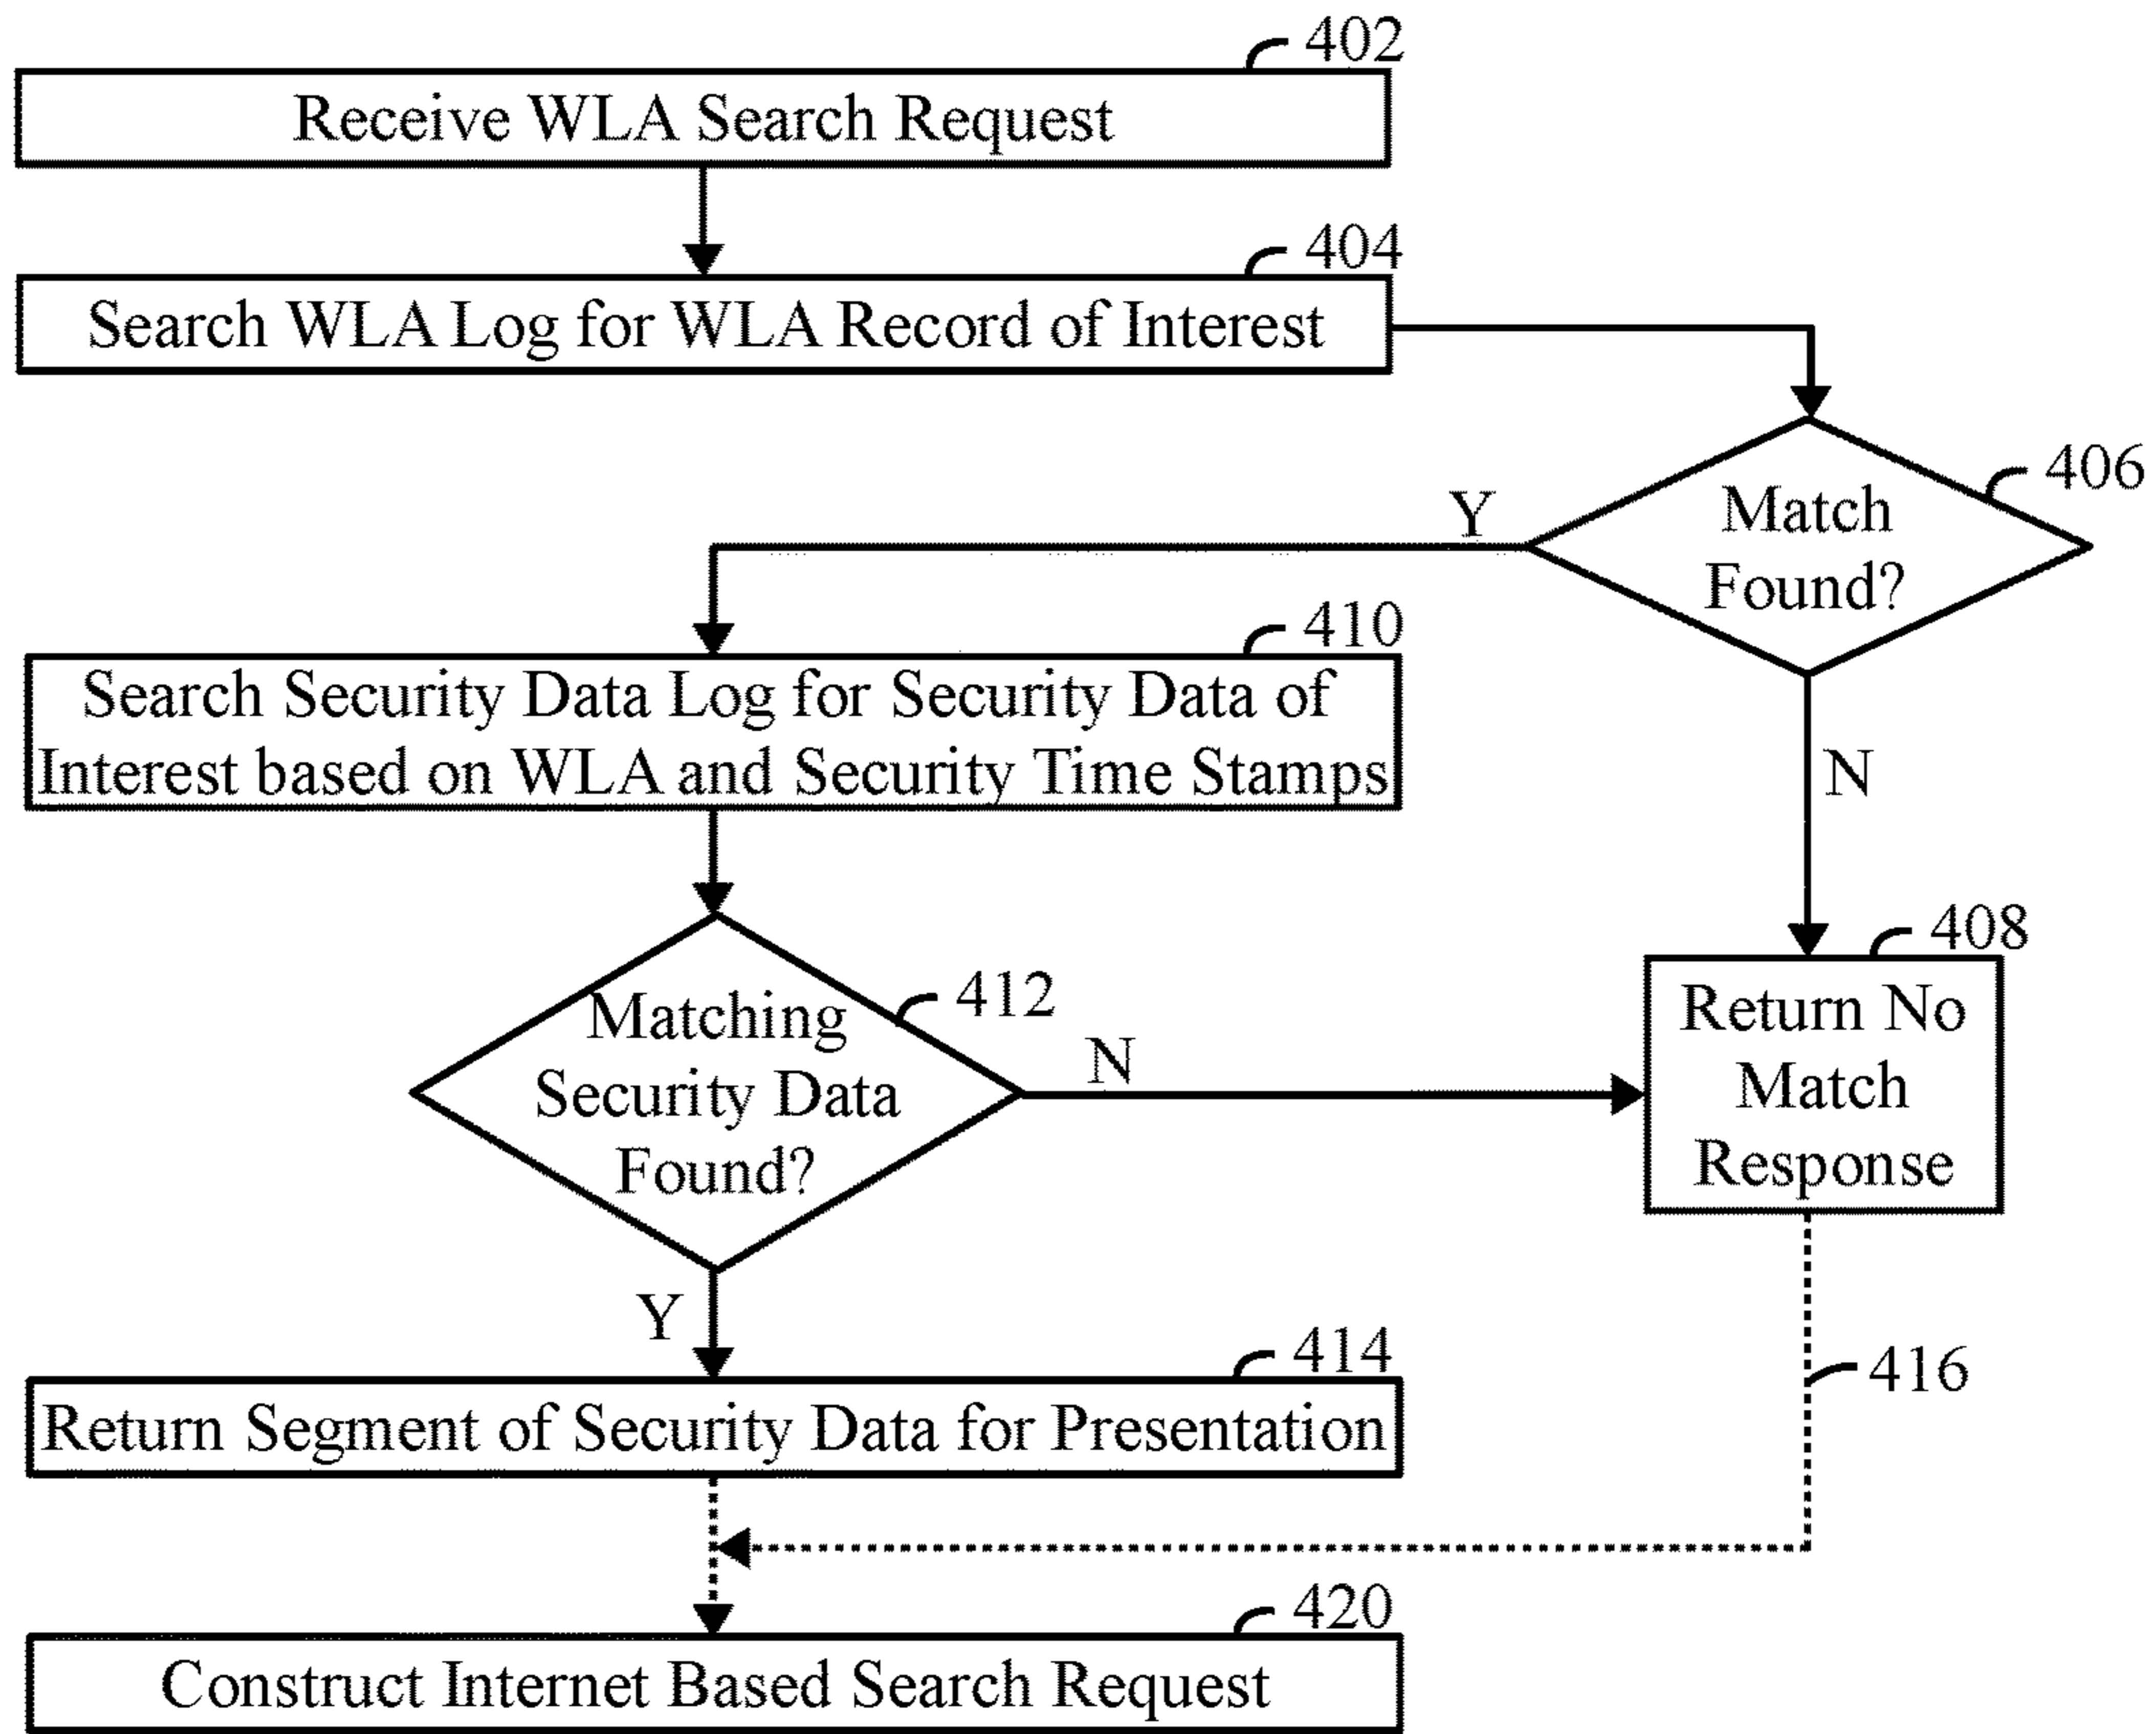 402
Receive WLA Search Request
404
Search WLA Log for WLA Record of Interest
406
Match
Found?
Y
N
410
Search Security Data Log for Security Data of
Interest based on WLA and Security Time Stamps
408
Return No
Match
Response
412
Matching
Security Data
Found?
N
Y
414
Return Segment of Security Data for Presentation
416
420
Construct Internet Based Search Request